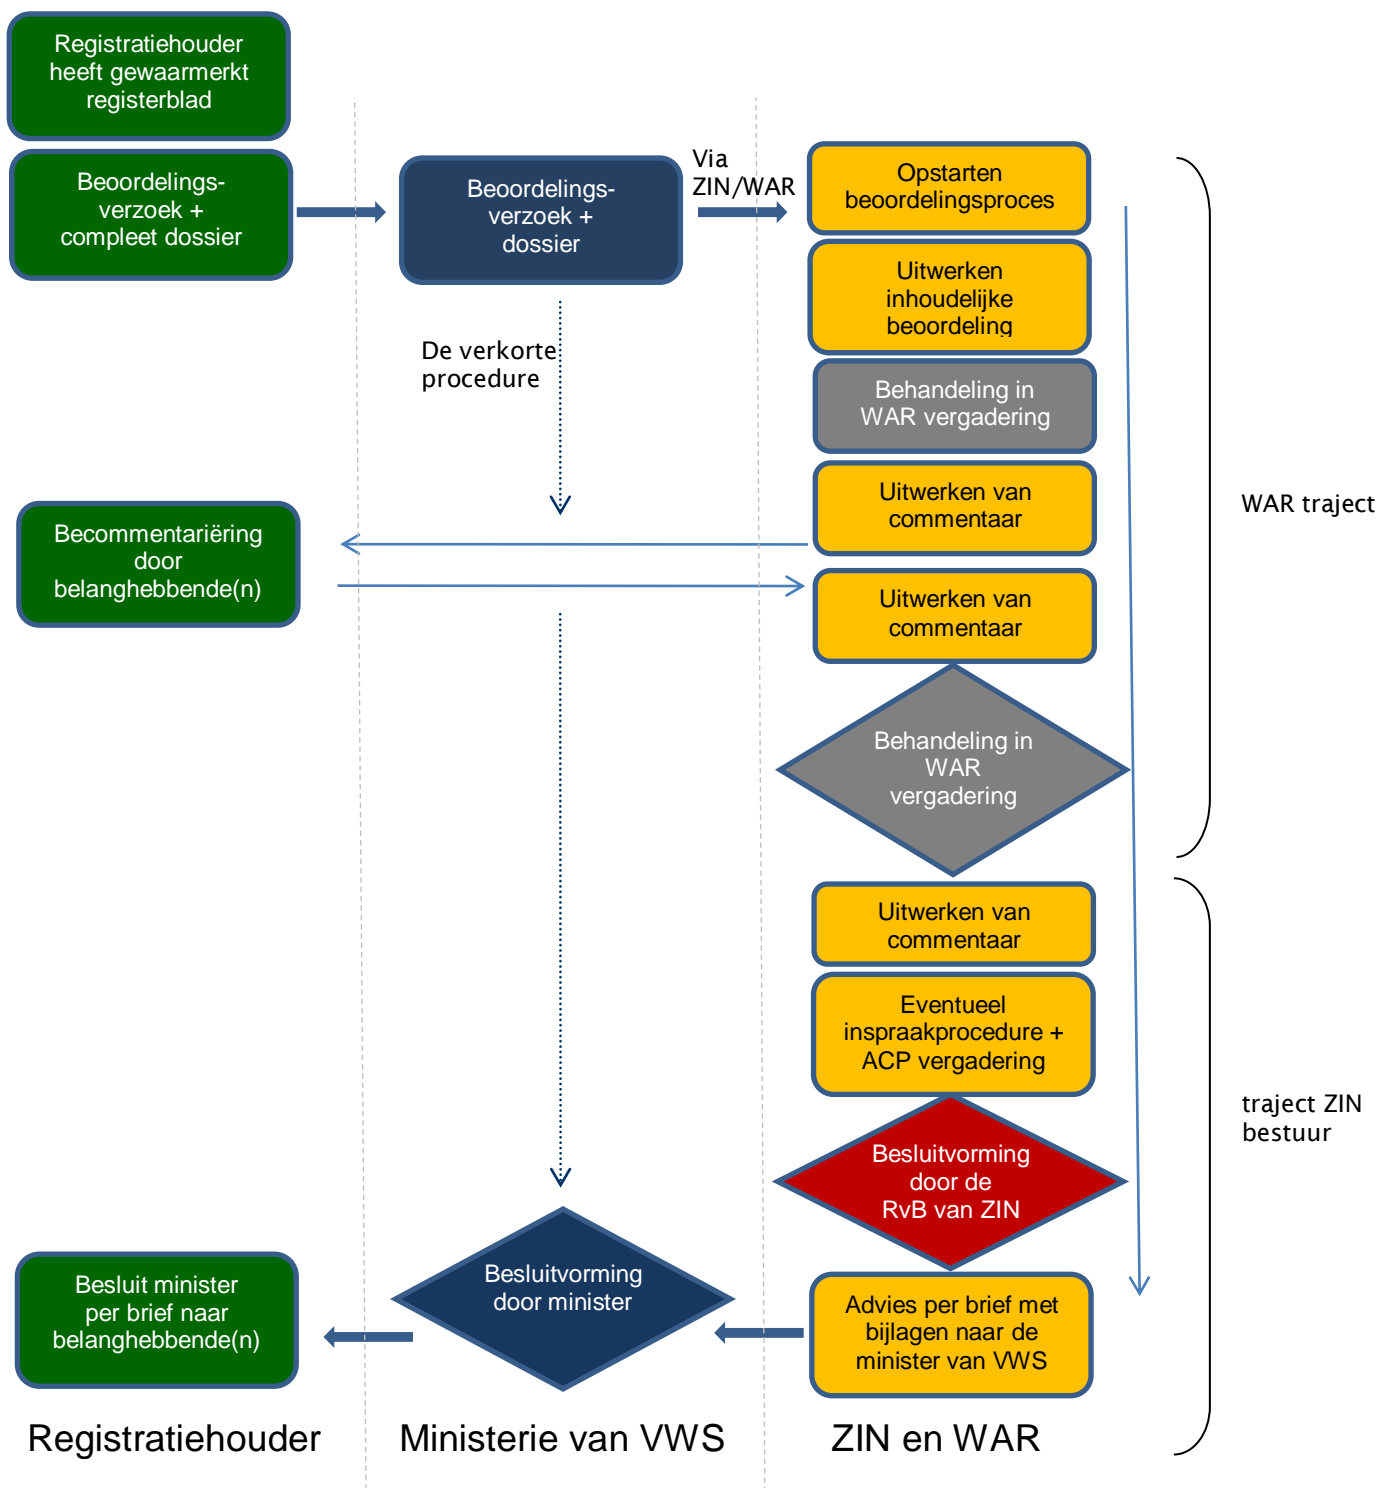 Registratiehouder
heeft gewaarmerkt
registerblad
Beoordelings-
verzoek +
compleet dossier
Beoordelings-
verzoek +
dossier
Via
ZIN/WAR
Opstarten
beoordelingsproces
Uitwerken
inhoudelijke
beoordeling
De verkorte
procedure
Behandeling in
WAR vergadering
Uitwerken van
commentaar
WAR traject
Becommentariëring
door
belanghebbende(n)
Uitwerken van
commentaar
Behandeling in
WAR
vergadering
Uitwerken van
commentaar
Eventueel
inspraakprocedure +
ACP vergadering
traject ZIN
bestuur
Besluitvorming
door de
RvB van ZIN
Besluit minister
per brief naar
belanghebbende(n)
Besluitvorming
door minister
Advies per brief met
bijlagen naar de
minister van VWS
Registratiehouder
Ministerie van VWS
ZIN en WAR